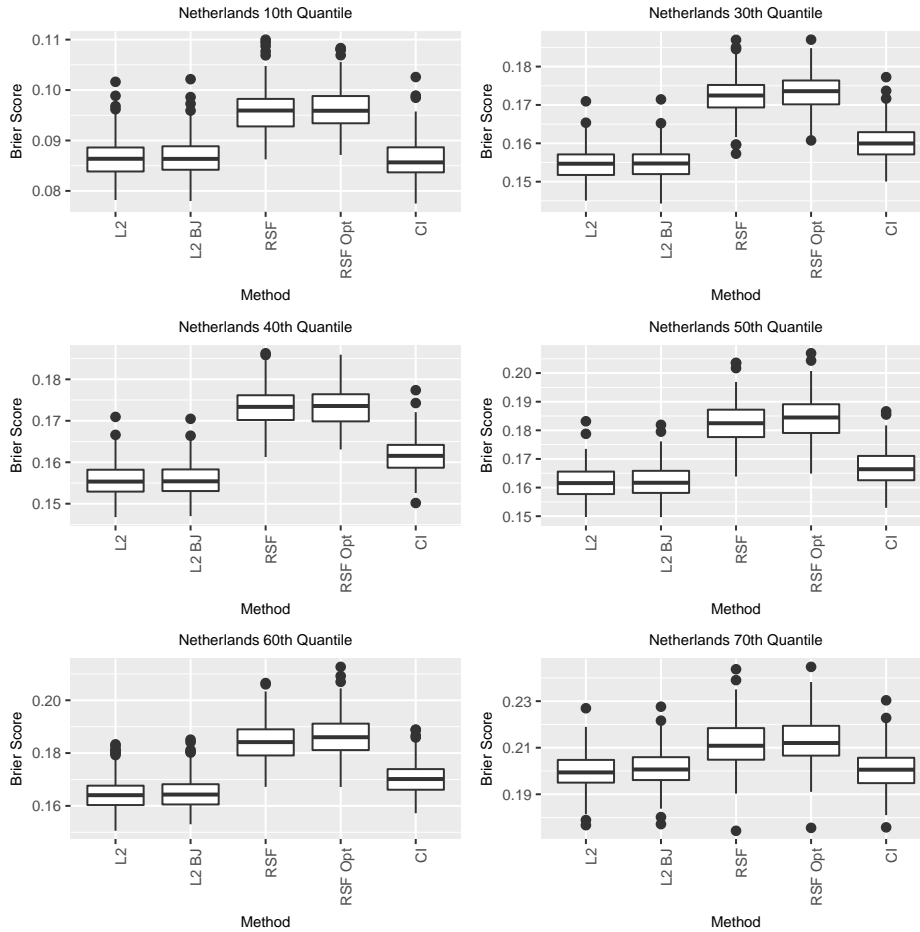 Netherlands 10th Quantile
Brier Score
0.11
0.10
0.09
0.08
L2
L2 BJ
RSF
RSF Opt
CI
Method
Netherlands 30th Quantile
Brier Score
0.18
0.17
0.16
0.15
L2
L2 BJ
RSF
RSF Opt
CI
Method
Netherlands 40th Quantile
Brier Score
0.18
0.17
0.16
0.15
L2
L2 BJ
RSF
RSF Opt
CI
Method
Netherlands 50th Quantile
Brier Score
0.20
0.19
0.18
0.17
0.16
0.15
L2
L2 BJ
RSF
RSF Opt
CI
Method
Netherlands 60th Quantile
Brier Score
0.20
0.18
0.16
L2
L2 BJ
RSF
RSF Opt
CI
Method
Netherlands 70th Quantile
Brier Score
0.23
0.21
0.19
L2
L2 BJ
RSF
RSF Opt
CI
Method